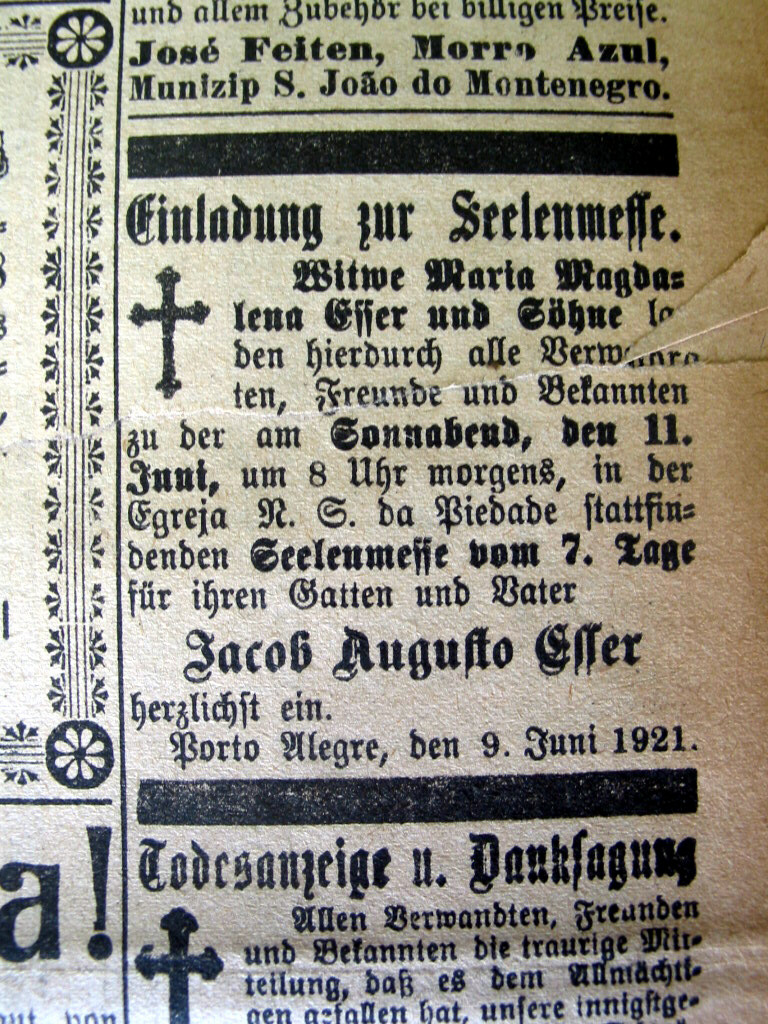 und allem Zubehör bei billigen Preise.
José Feiten, Morro Azul,
Munizip S. João do Montenegro.
Einladung zur Seelenmesse.
Witwe Maria Magda=
lena Esser und Söhne la
den hierdurch alle
ten, Freunde und Bekannten
zu der am Sonnabend, den 11.
Juni, um 8 Uhr morgens, in der
Egreja N. S. da Piedade stattfin=
denden Seelenmesse vom 7. Tage
für ihren Gatten und Vater
Jacob Augusto Esser
herzlichst ein.
Porto Alegre, den 9. Juni 1921.
a!
Todesanzeige u. Danksagung
Allen Verwandten, Freunden
und Bekannten die traurige Mit=
teilung, daß es dem Allmächti=
gen gefallen hat, unsere innigstge=
von